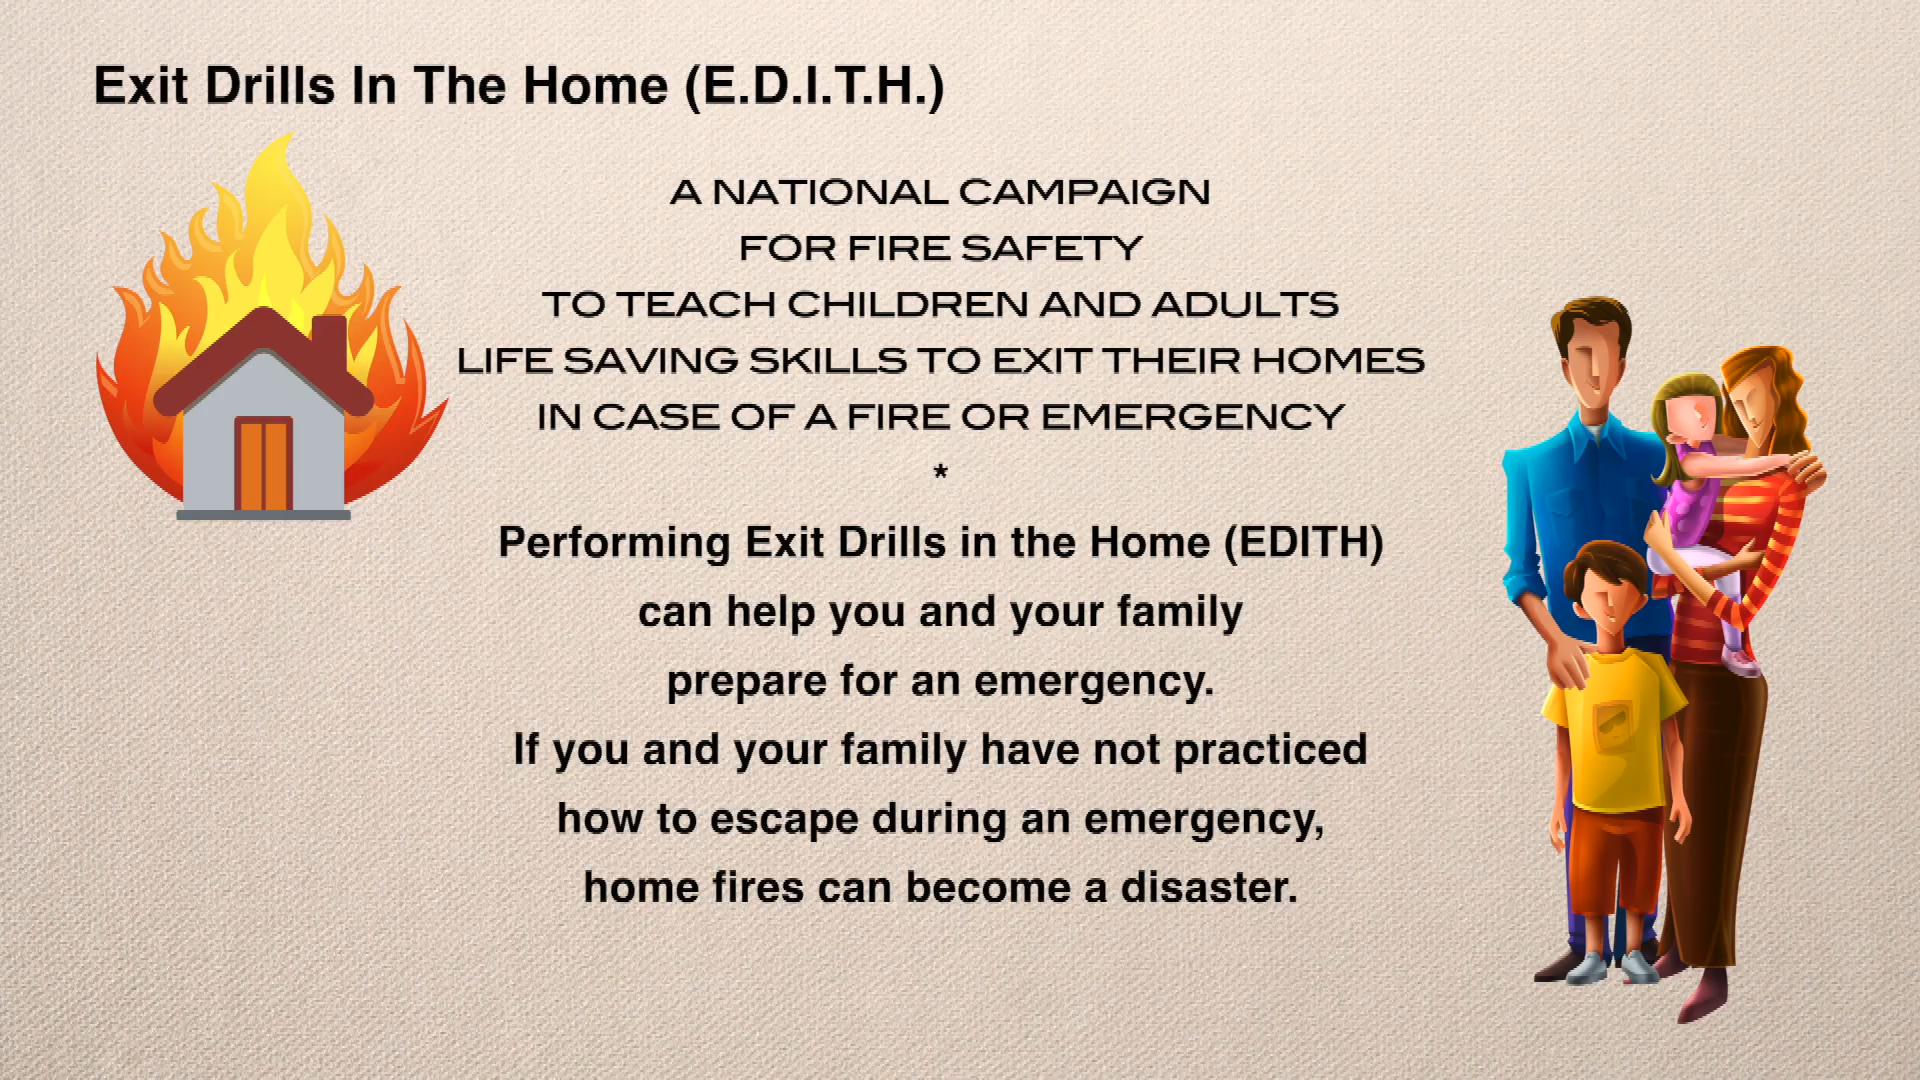 Exit Drills In The Home (E.D.I.T.H.)
A NATIONAL CAMPAIGN
FOR FIRE SAFETY
TO TEACH CHILDREN AND ADULTS
LIFE SAVING SKILLS TO EXIT THEIR HOMES
IN CASE OF A FIRE OR EMERGENCY
*
Performing Exit Drills in the Home (EDITH)
can help you and your family
prepare for an emergency.
If you and your family have not practiced
how to escape during an emergency,
home fires can become a disaster.